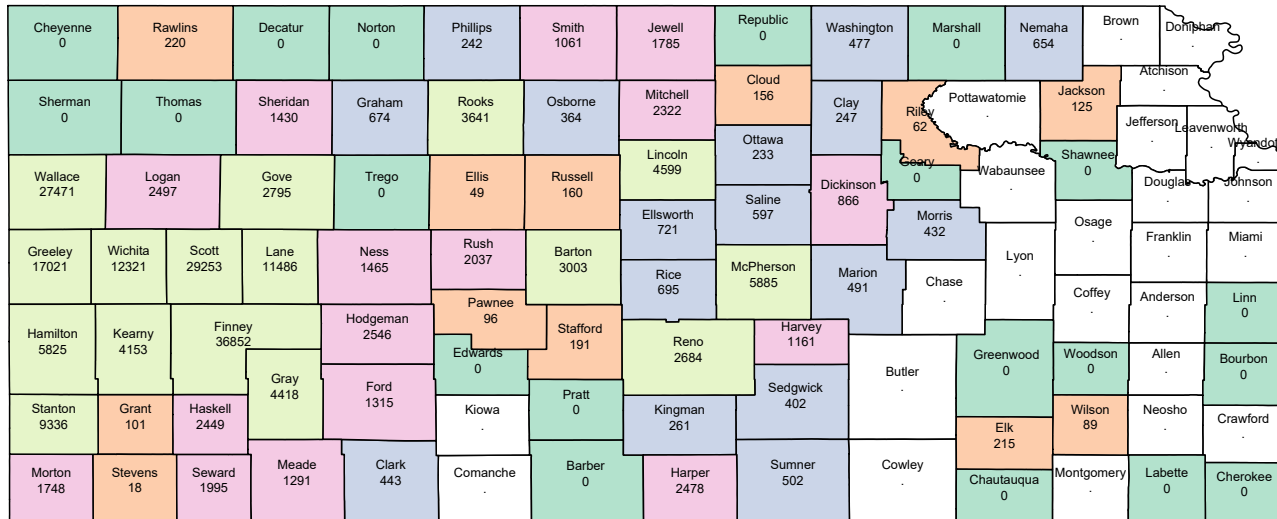 Cheyenne
0
Rawlins
220
Decatur
0
Norton
0
Phillips
242
Smith
1061
Jewell
1785
Republic
0
Washington
477
Marshall
0
Nemaha
654
Brown
.
Doniphan
.
Sherman
0
Thomas
0
Sheridan
1430
Graham
674
Rooks
3641
Osborne
364
Mitchell
2322
Cloud
156
Clay
247
Riley
62
Pottawatomie
.
Jackson
125
Atchison
.
Jefferson
.
Leavenworth
.
Wyandot
.
Wallace
27471
Logan
2497
Gove
2795
Trego
0
Ellis
49
Russell
160
Lincoln
4599
Ottawa
233
Dickinson
866
Geary
0
Wabaunsee
.
Shawnee
0
Douglas
.
Johnson
.
Ellsworth
721
Saline
597
Morris
432
Osage
.
Greeley
17021
Wichita
12321
Scott
29253
Lane
11486
Ness
1465
Rush
2037
Barton
3003
Rice
695
McPherson
5885
Marion
491
Chase
.
Lyon
.
Franklin
.
Miami
.
Coffey
.
Anderson
.
Linn
0
Hamilton
5825
Kearny
4153
Finney
36852
Hodgeman
2546
Pawnee
96
Stafford
191
Edwards
0
Reno
2684
Harvey
1161
Gray
4418
Ford
1315
Butler
.
Greenwood
0
Woodson
0
Allen
.
Bourbon
0
Stanton
9336
Grant
101
Haskell
2449
Kiowa
.
Pratt
0
Kingman
261
Sedgwick
402
Elk
215
Wilson
89
Neosho
.
Crawford
.
Morton
1748
Stevens
18
Seward
1995
Meade
1291
Clark
443
Comanche
.
Barber
0
Harper
2478
Sumner
502
Cowley
.
Chautauqua
0
Montgomery
.
Labette
0
Cherokee
0